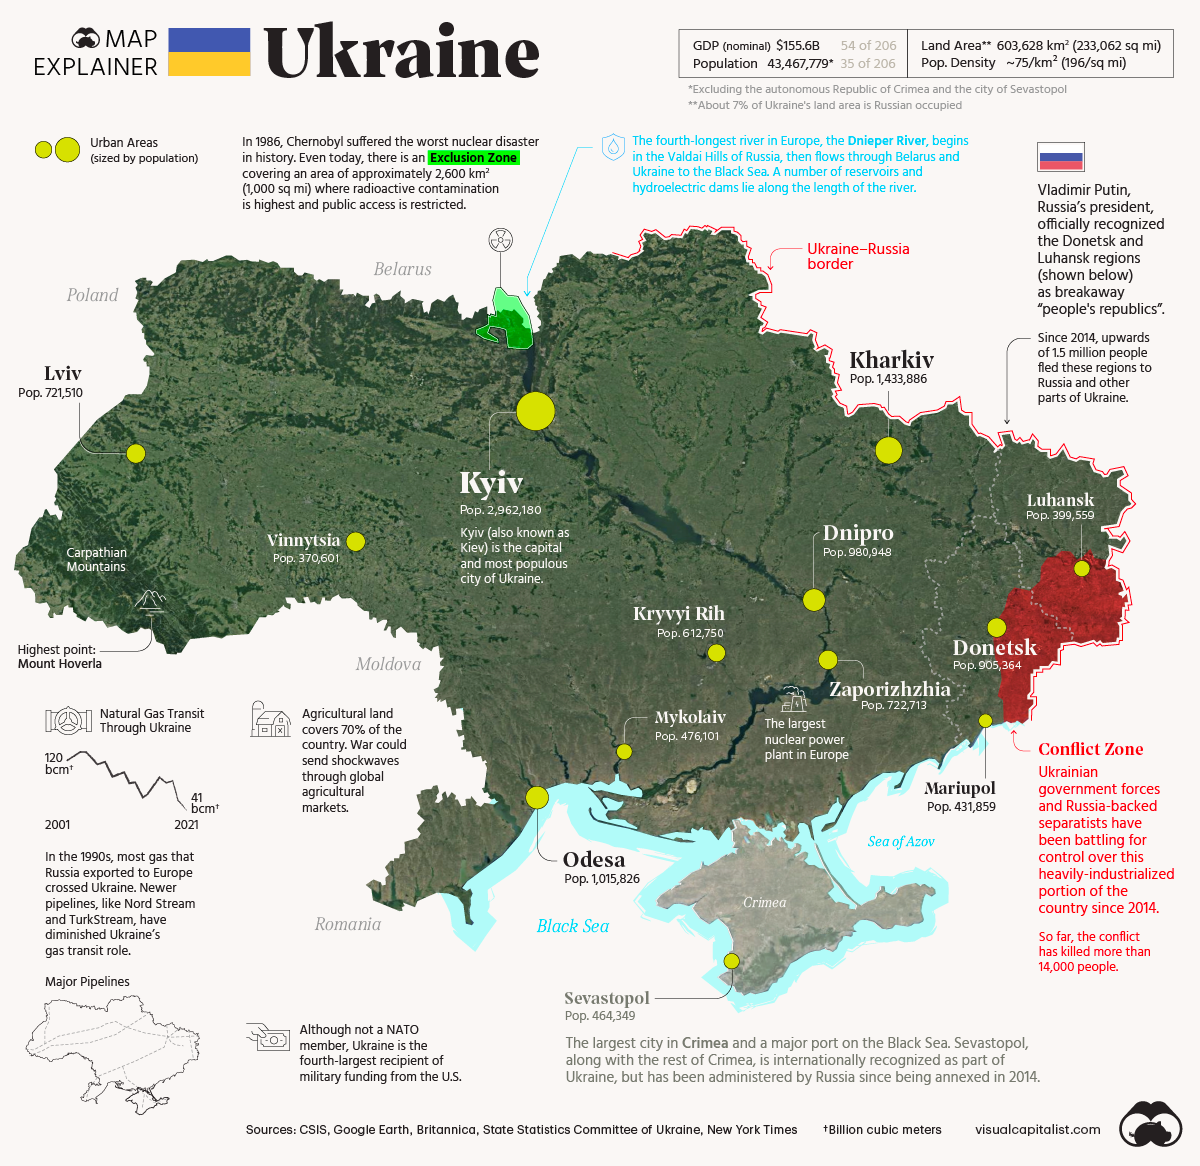 MAP
EXPLAINER
Ukraine
GDP (nominal) $155.6B 54 of 206
Population 43,467,779* 35 of 206
Land Area** 603,628 km² (233,062 sq mi)
Pop. Density ~75/km² (196/sq mi)
*Excluding the autonomous Republic of Crimea and the city of Sevastopol
**About 7% of Ukraine's land area is Russian occupied
Urban Areas
(sized by population)
In 1986, Chernobyl suffered the worst nuclear disaster
in history. Even today, there is an Exclusion Zone
covering an area of approximately 2,600 km²
(1,000 sq mi) where radioactive contamination
is highest and public access is restricted.
The fourth-longest river in Europe, the Dnieper River, begins
in the Valdai Hills of Russia, then flows through Belarus and
Ukraine to the Black Sea. A number of reservoirs and
hydroelectric dams lie along the length of the river.
Vladimir Putin,
Russia's president,
officially recognized
the Donetsk and
Luhansk regions
(shown below)
as breakaway
“people's republics”.
Since 2014, upwards
of 1.5 million people
fled these regions to
Russia and other
parts of Ukraine.
Ukraine–Russia
border
Belarus
Poland
Lviv
Pop. 721,510
Kharkiv
Pop. 1,433,886
Kyiv
Pop. 2,962,180
Kyiv (also known as
Kiev) is the capital
and most populous
city of Ukraine.
Luhansk
Pop. 399,559
Vinnytsia
Pop. 370,601
Dnipro
Pop. 980,948
Carpathian
Mountains
Kryvyi Rih
Pop. 612,750
Donetsk
Pop. 905,364
Highest point:
Mount Hoverla
Moldova
Zaporizhzhia
Pop. 722,713
Mykolaiv
Pop. 476,101
The largest
nuclear power
plant in Europe
Natural Gas Transit
Through Ukraine
120
bcm†
41
bcm†
2001
2021
Agricultural land
covers 70% of the
country. War could
send shockwaves
through global
agricultural
markets.
Mariupol
Pop. 431,859
Conflict Zone
Ukrainian
government forces
and Russia-backed
separatists have
been battling for
control over this
heavily-industrialized
portion of the
country since 2014.
So far, the conflict
has killed more than
14,000 people.
Sea of Azov
In the 1990s, most gas that
Russia exported to Europe
crossed Ukraine. Newer
pipelines, like Nord Stream
and TurkStream, have
diminished Ukraine's
gas transit role.
Odesa
Pop. 1,015,826
Crimea
Romania
Black Sea
Major Pipelines
Sevastopol
Pop. 464,349
The largest city in Crimea and a major port on the Black Sea. Sevastopol,
along with the rest of Crimea, is internationally recognized as part of
Ukraine, but has been administered by Russia since being annexed in 2014.
Although not a NATO
member, Ukraine is the
fourth-largest recipient of
military funding from the U.S.
Sources: CSIS, Google Earth, Britannica, State Statistics Committee of Ukraine, New York Times
†Billion cubic meters
visualcapitalist.com